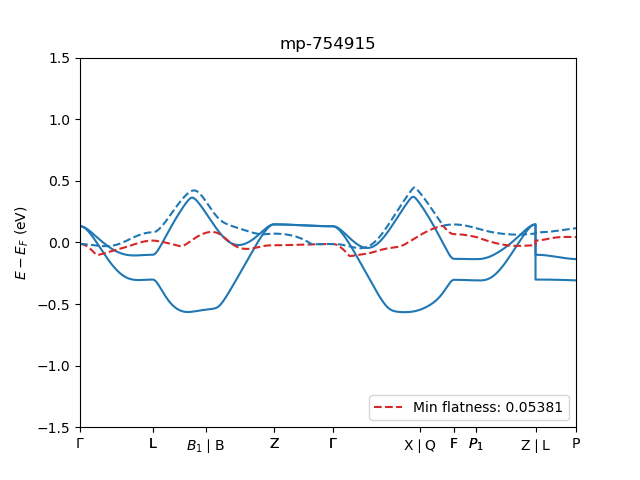 mp-754915
E − E_F (eV)
1.5
1.0
0.5
0.0
−0.5
−1.0
−1.5
Min flatness: 0.05381
Γ L B₁ | B Z Γ X | Q F P₁ Z | L P